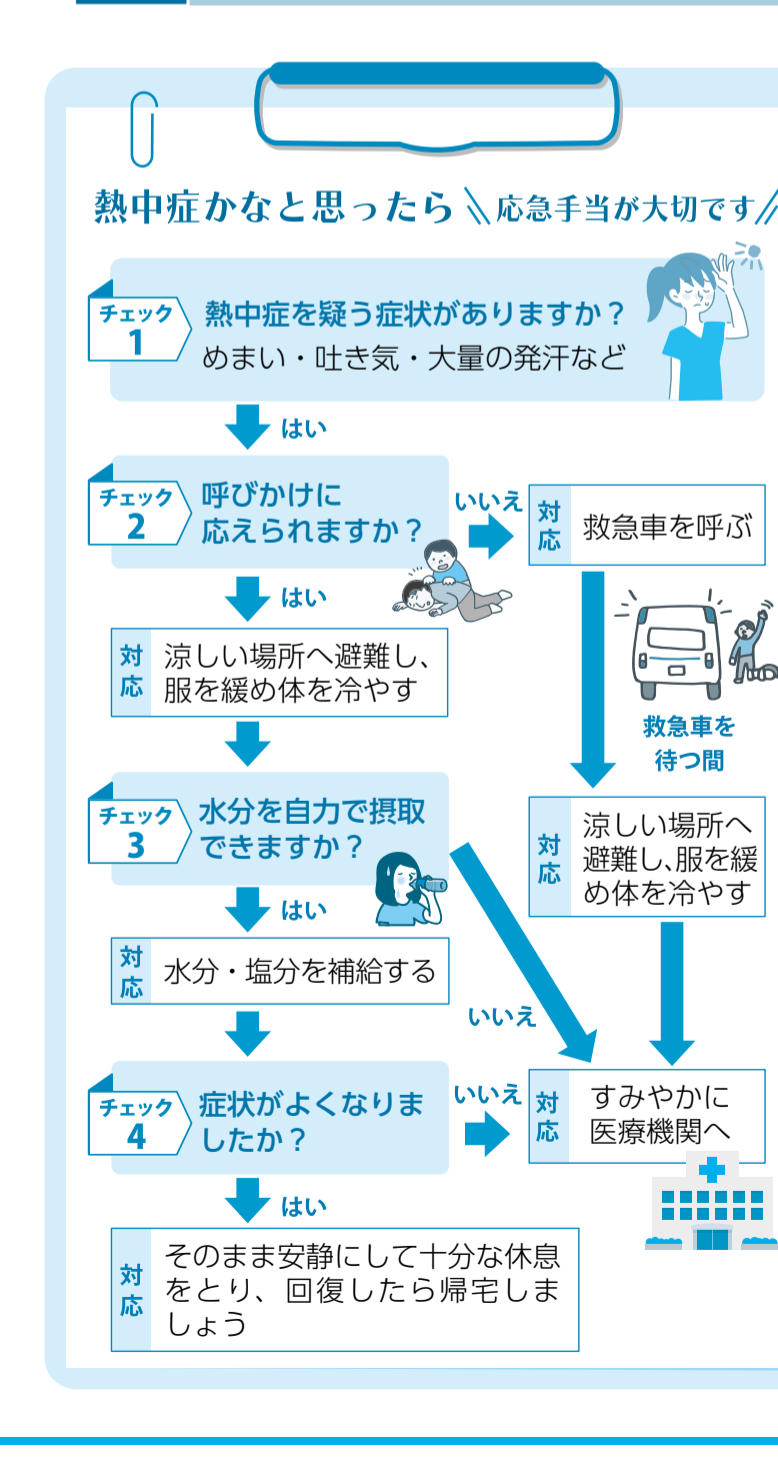 熱中症かなと思ったら
応急手当が大切です
チェック
1
熱中症を疑う症状がありますか？
めまい・吐き気・大量の発汗など
はい
チェック
2
呼びかけに
応えられますか？
いいえ
対応
救急車を呼ぶ
はい
対応
涼しい場所へ避難し、
服を緩め体を冷やす
救急車を
待つ間
対応
涼しい場所へ
避難し、服を緩
め体を冷やす
チェック
3
水分を自力で摂取
できますか？
はい
いいえ
対応
水分・塩分を補給する
チェック
4
症状がよくなりま
したか？
いいえ
対応
すみやかに
医療機関へ
はい
対応
そのまま安静にして十分な休息
をとり、回復したら帰宅しま
しょう